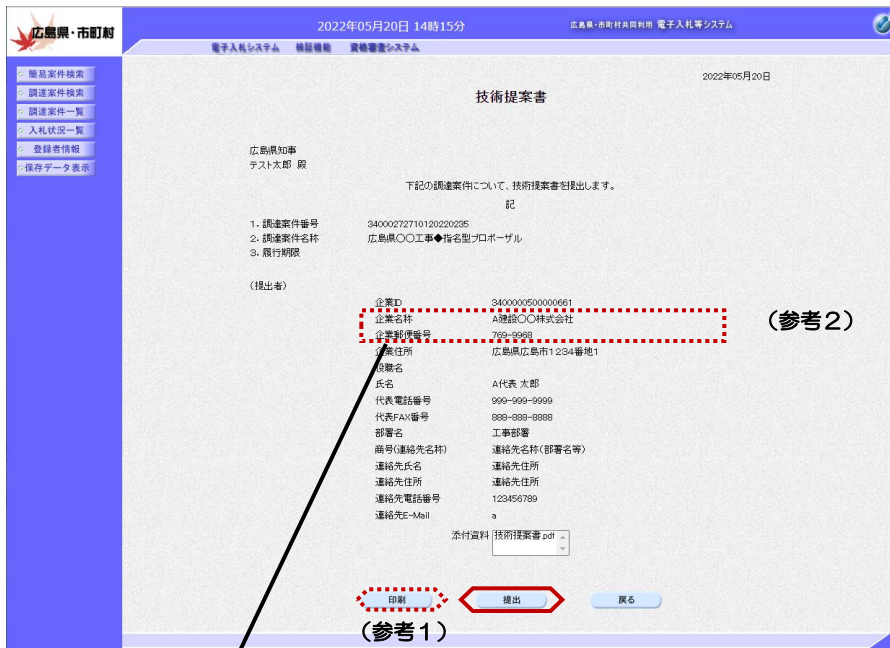 広島県・市町村
2022年05月20日 14時15分
広島県・市町村共同利用 電子入札等システム
電子入札システム 検証機能 資格審査システム
簡易案件検索
調達案件検索
調達案件一覧
入札状況一覧
登録者情報
保存データ表示
2022年05月20日
技術提案書
広島県知事
テスト太郎 殿
下記の調達案件について、技術提案書を提出します。
記
1. 調達案件番号 34000272710120220235
2. 調達案件名称 広島県〇〇工事◆指名型プロポーザル
3. 履行期限
(提出者)
企業ID 3400000500000661
企業名称 A建設〇〇株式会社
企業郵便番号 769-9968
企業住所 広島県広島市1234番地1
役職名
氏名 A代表 太郎
代表電話番号 999-999-9999
代表FAX番号 888-888-8888
部署名 工事部署
商号(連絡先名称) 連絡先名称(部署名等)
連絡先氏名 連絡先住所
連絡先住所 連絡先住所
連絡先電話番号 123456789
連絡先E-Mail a
添付資料 技術提案書.pdf
印刷 提出 戻る
(参考1)
(参考2)